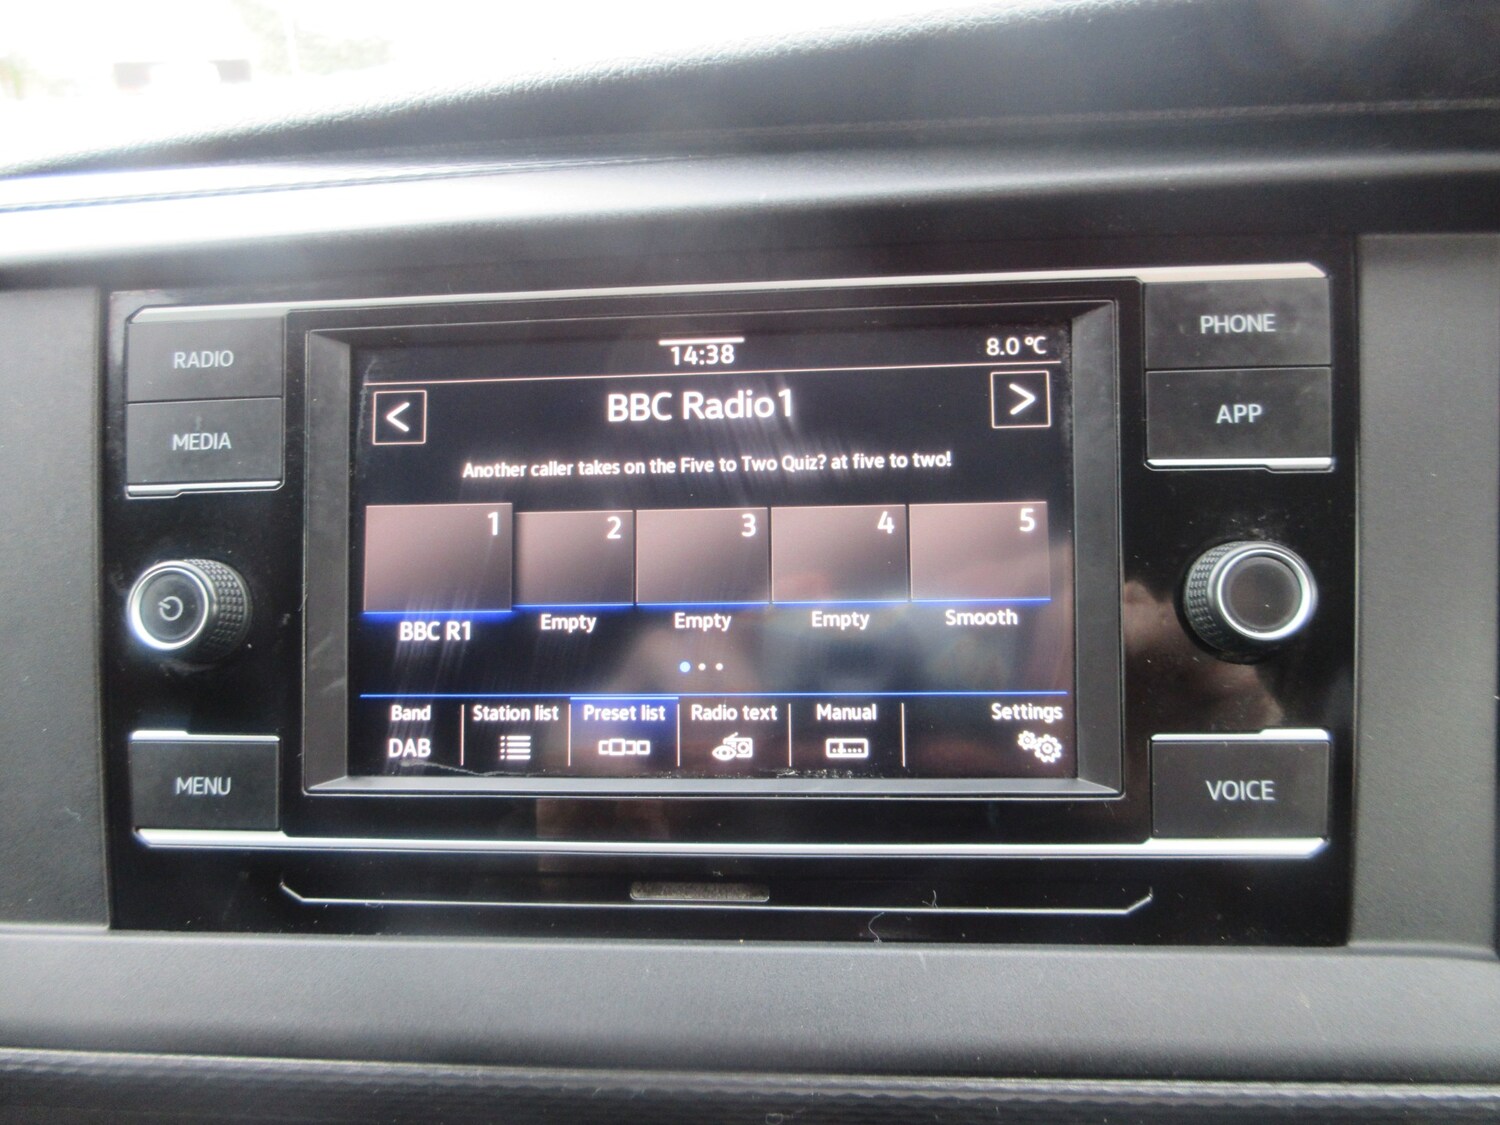 RADIO
MEDIA
MENU
PHONE
APP
VOICE
14:38
8.0 °C
<
BBC Radio1
>
Another caller takes on the Five to Two Quiz? at five to two!
1 2 3 4 5
BBC R1 Empty Empty Empty Smooth
Band Station list Preset list Radio text Manual Settings
DAB